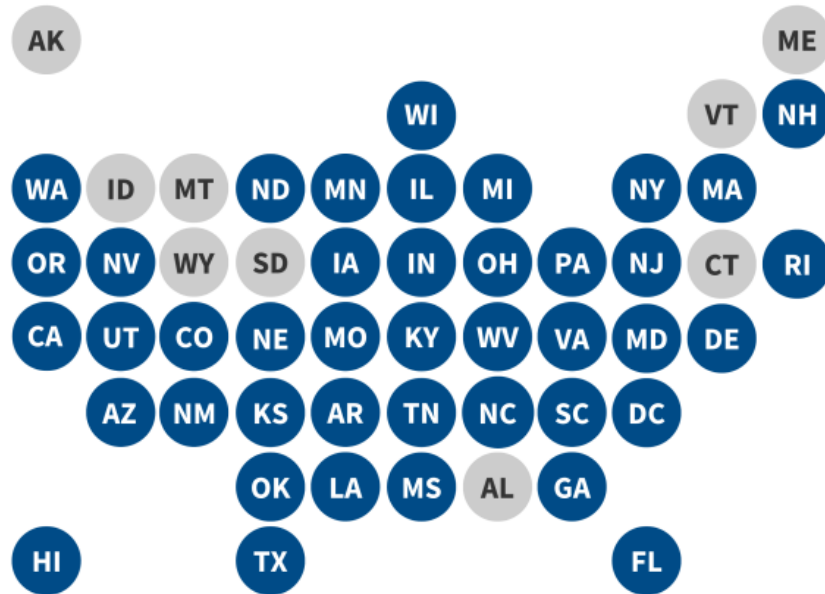 AK ME
WI VT NH
WA ID MT ND MN IL MI NY MA
OR NV WY SD IA IN OH PA NJ CT RI
CA UT CO NE MO KY WV VA MD DE
AZ NM KS AR TN NC SC DC
OK LA MS AL GA
HI TX FL